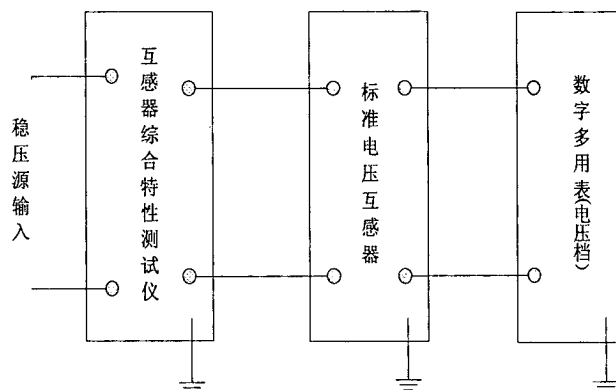 稳压源输入
互感器综合特性测试仪
标准电压互感器
数字多用表(电压档)